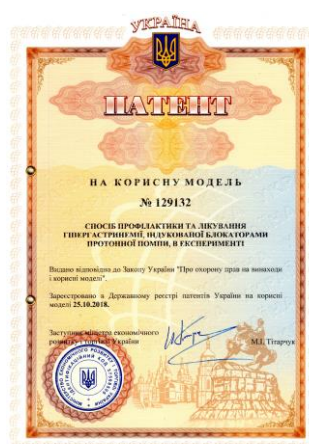 УКРАЇНА
ПАТЕНТ
НА КОРИСНУ МОДЕЛЬ
№ 129132
СПОСІБ ПРОФІЛАКТИКИ ТА ЛІКУВАННЯ
ГІПЕРГАСТРИНЕМІЇ, ІНДУКОВАНОЇ БЛОКАТОРАМИ
ПРОТОННОЇ ПОМПИ, В ЕКСПЕРИМЕНТІ
Видано відповідно до Закону України "Про охорону прав на винаходи
і корисні моделі".
Зареєстровано в Державному реєстрі патентів України на корисні
моделі 25.10.2018.
Заступник міністра економічного
розвитку і торгівлі України
М.І. Тітарчук